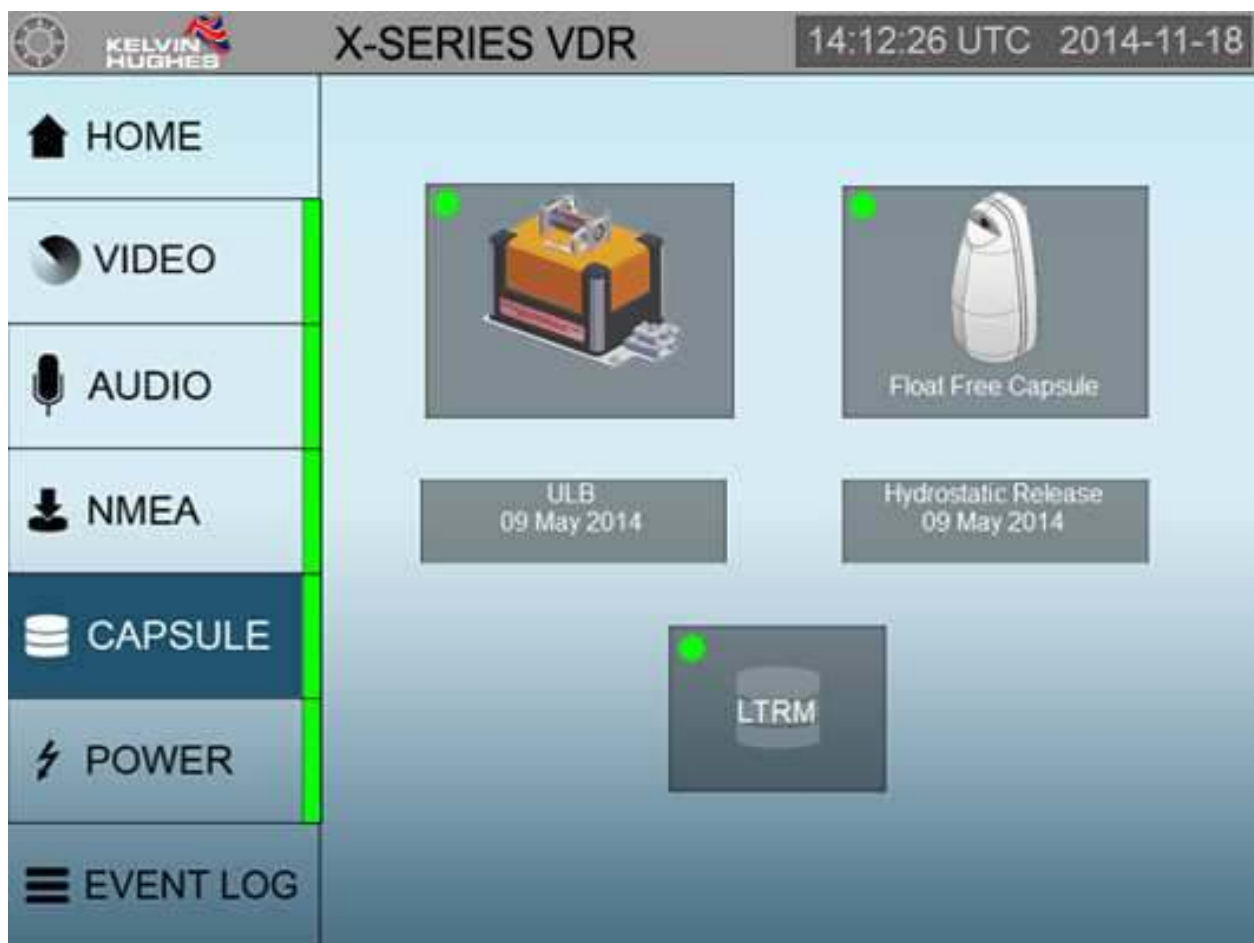 KELVIN
HUGHES
X-SERIES VDR
14:12:26 UTC 2014-11-18
HOME
VIDEO
AUDIO
NMEA
CAPSULE
POWER
EVENT LOG
Float Free Capsule
ULB
09 May 2014
Hydrostatic Release
09 May 2014
LTRM